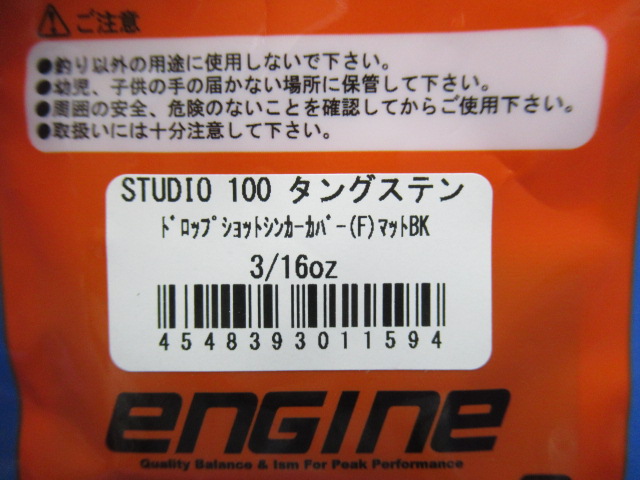 ご注意
●釣り以外の用途に使用しないで下さい。
●幼児、子供の手の届かない場所に保管して下さい。
●周囲の安全、危険のないことを確認してからご使用下さい。
●取扱いには十分注意して下さい。
STUDIO 100 タングステン
ﾄﾞﾛｯﾌﾟｼｮｯﾄｼﾝｶｰｶﾊﾞｰ(F)ﾏｯﾄBK
3/16oz
4548393011594
engine
Quality Balance & Ism For Peak Performance